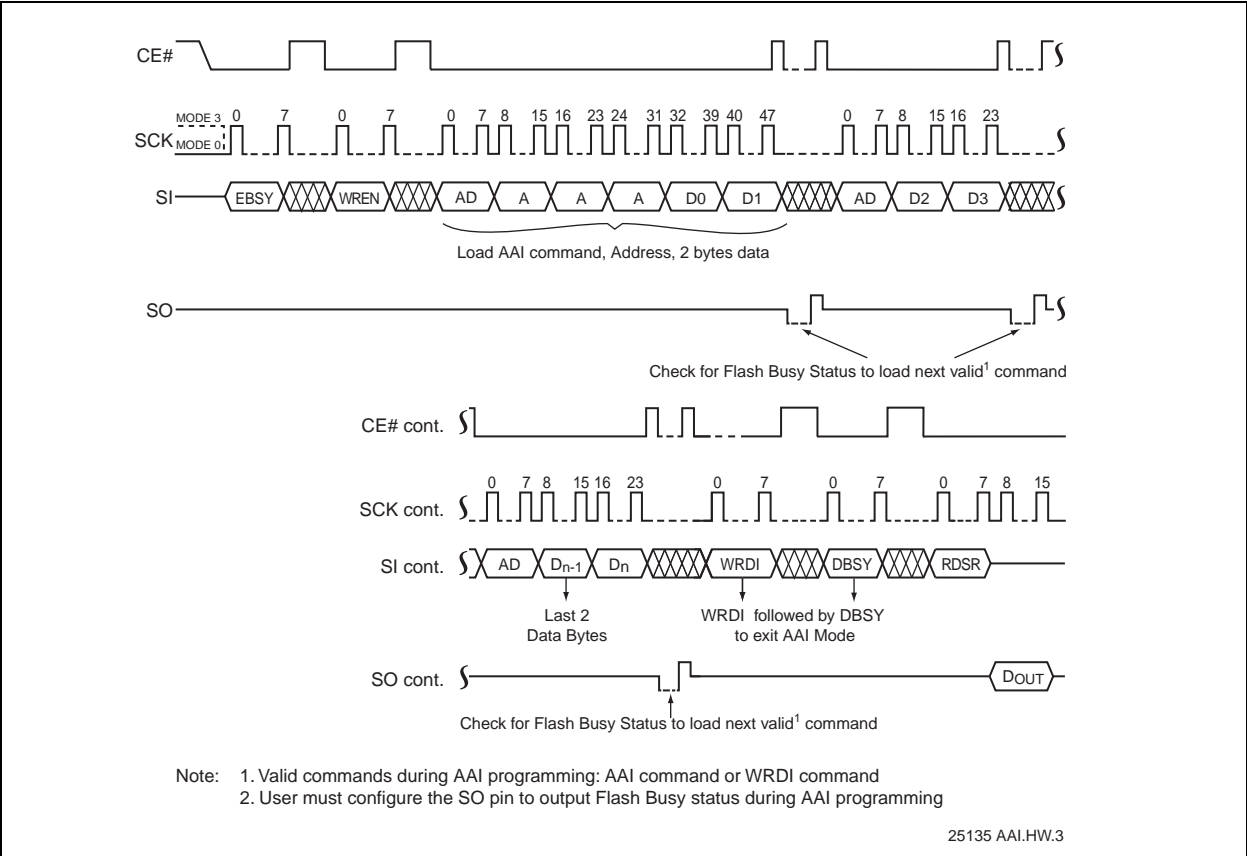 CE#
MODE 3 0 7 0 7 0 7 8 15 16 23 24 31 32 39 40 47 0 7 8 15 16 23
SCK MODE 0
SI EBSY WREN AD A A A D0 D1 AD D2 D3
Load AAI command, Address, 2 bytes data
SO
Check for Flash Busy Status to load next valid1 command
CE# cont.
0 7 8 15 16 23 0 7 0 7 0 7 8 15
SCK cont.
SI cont. AD Dn-1 Dn WRDI DBSY RDSR
Last 2 WRDI followed by DBSY
Data Bytes to exit AAI Mode
SO cont. DOUT
Check for Flash Busy Status to load next valid1 command
Note: 1. Valid commands during AAI programming: AAI command or WRDI command
2. User must configure the SO pin to output Flash Busy status during AAI programming
25135 AAI.HW.3